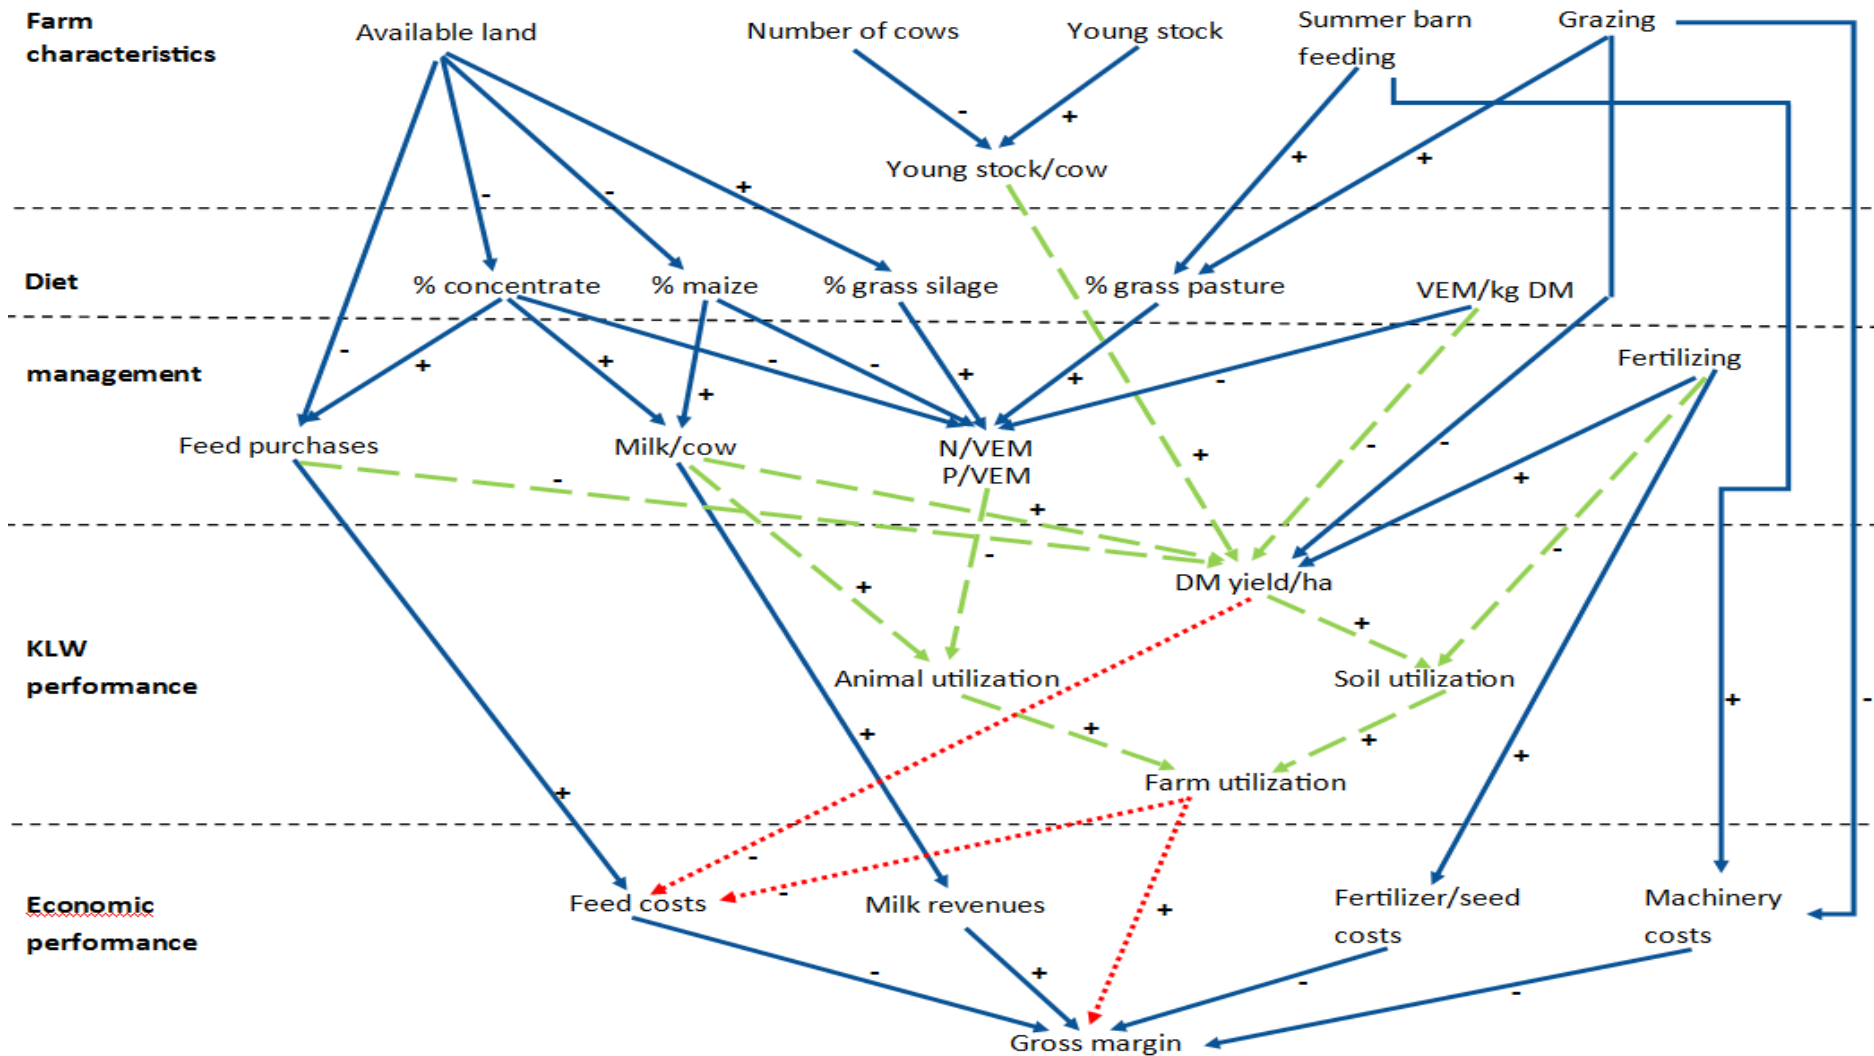 Farm
characteristics
Available land
Number of cows
Young stock
Summer barn
feeding
Grazing
-
+
+
+
Young stock/cow
-
-
+
Diet
% concentrate
% maize
% grass silage
% grass pasture
VEM/kg DM
management
Fertilizing
-
+
+
+
-
-
+
+
-
Feed purchases
Milk/cow
N/VEM
P/VEM
-
+
+
-
-
+
-
+
-
DM yield/ha
+
+
KLW
performance
Animal utilization
Soil utilization
+
+
+
+
-
+
Farm utilization
+
-
-
+
Economic
performance
Feed costs
Milk revenues
Fertilizer/seed
costs
Machinery
costs
-
+
-
-
Gross margin